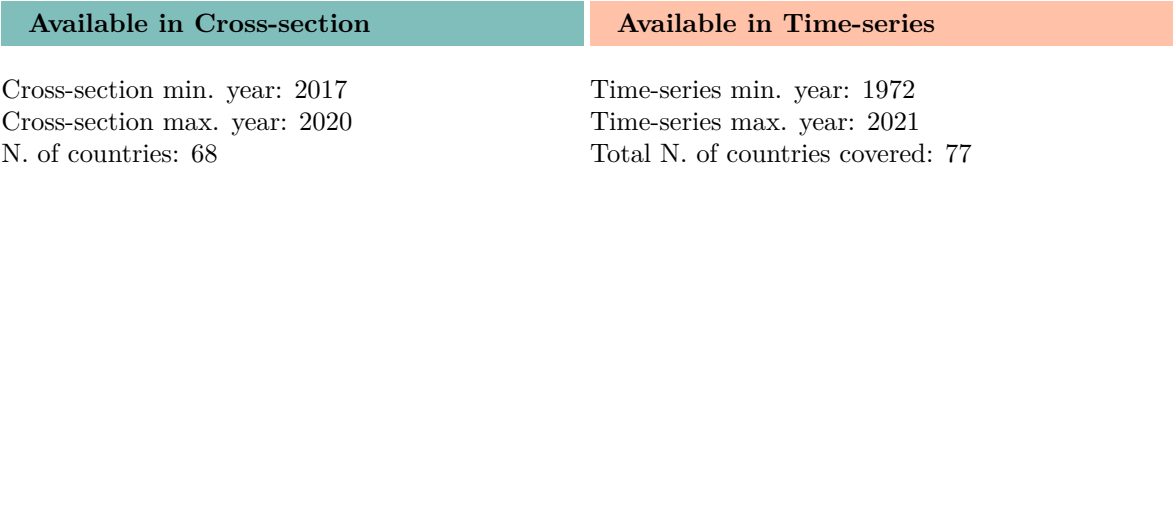 Available in Cross-section
Cross-section min. year: 2017
Cross-section max. year: 2020
N. of countries: 68
Available in Time-series
Time-series min. year: 1972
Time-series max. year: 2021
Total N. of countries covered: 77